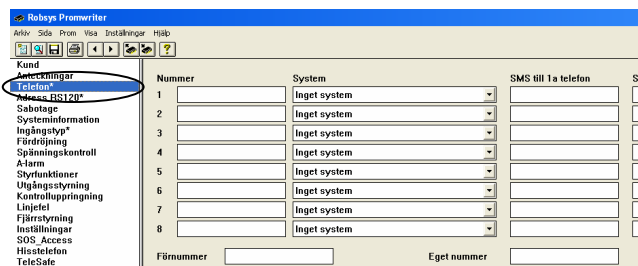 Robsys Promwriter
Arkiv Sida Prom Visa Inställningar Hjälp
Kund
Anteckningar
Telefon*
Adress RS120*
Sabotage
Systeminformation
Ingångstyp*
Fördröjning
Spänningskontroll
A-larm
Styrfunktioner
Utgångsstyrning
Kontrolluppringning
Linjefel
Fjärrstyrning
Inställningar
SOS_Access
Hisstelefon
TeleSafe
Nummer System SMS till 1a telefon S
1 Inget system
2 Inget system
3 Inget system
4 Inget system
5 Inget system
6 Inget system
7 Inget system
8 Inget system
Förnummer Eget nummer